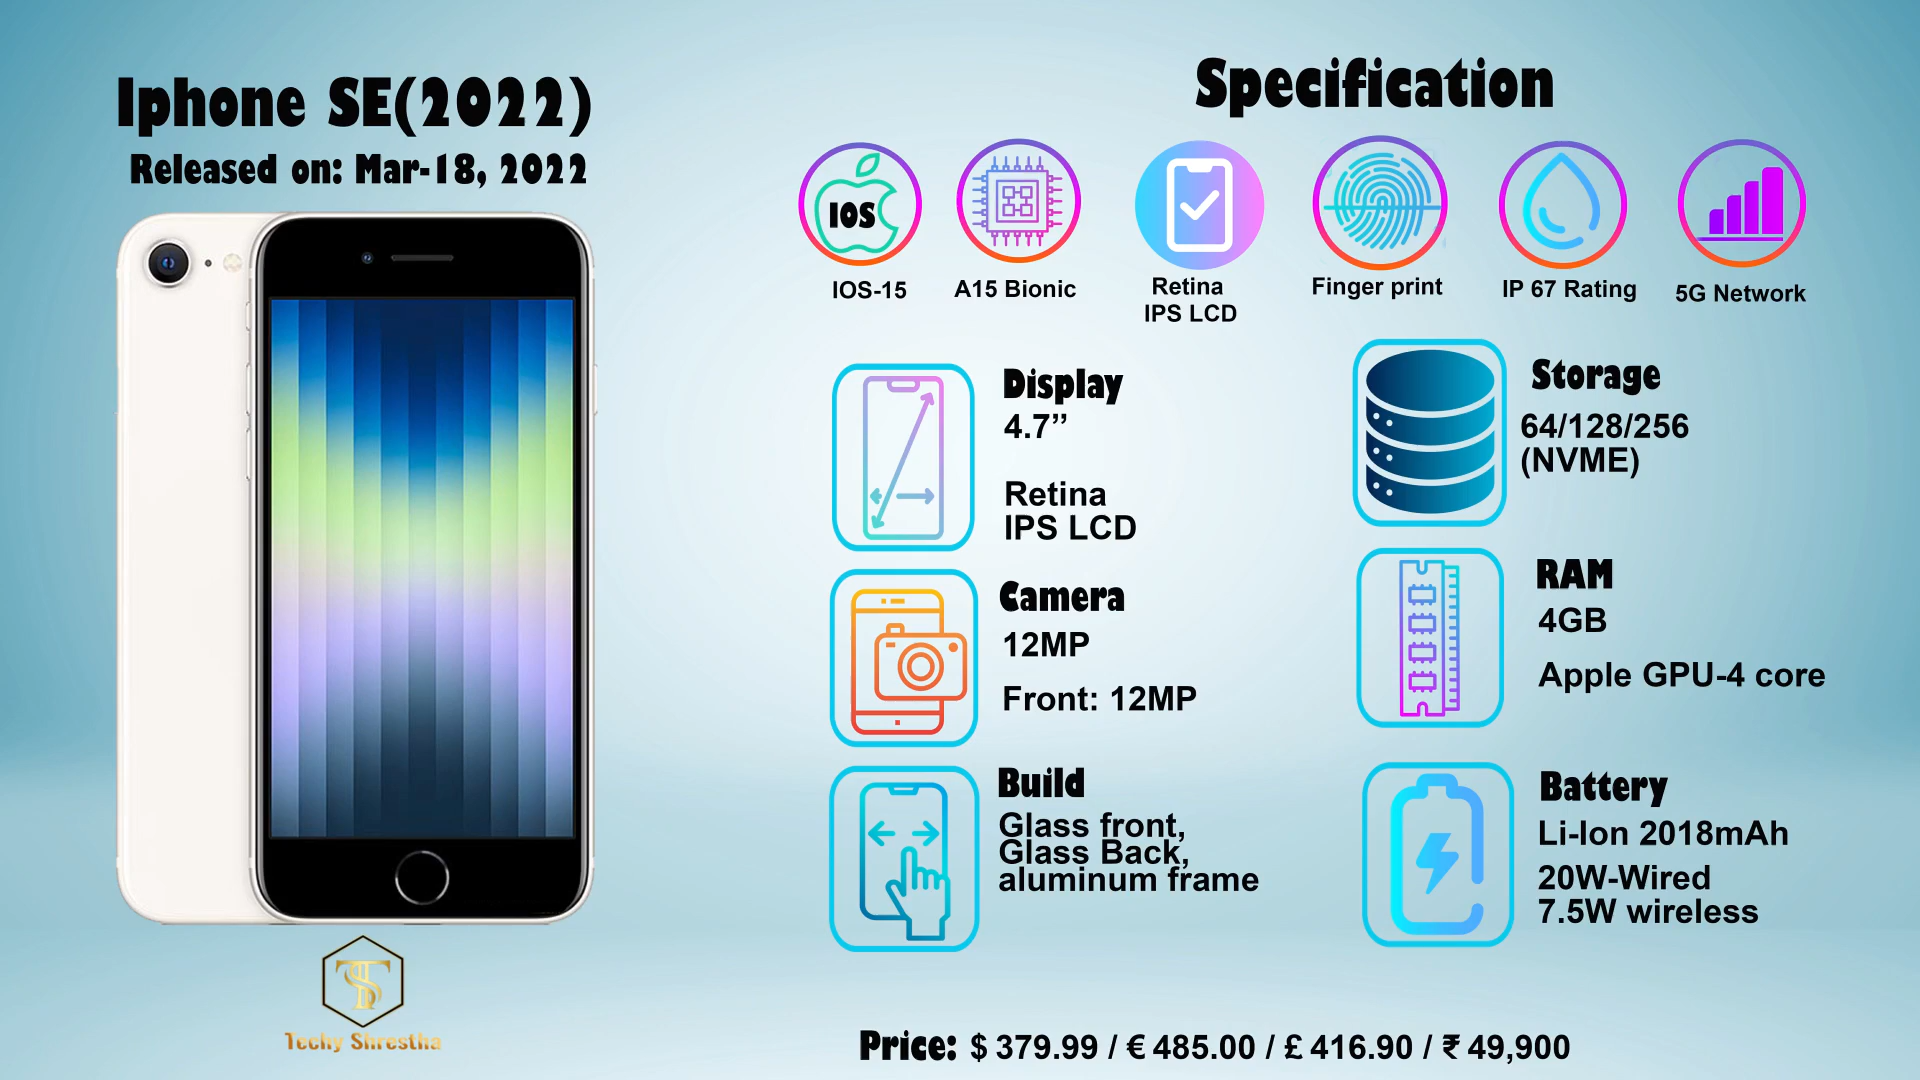 Iphone SE(2022)
Released on: Mar-18, 2022
Techy Shrestha
Specification
IOS
IOS-15
A15 Bionic
Retina
IPS LCD
Finger print
IP 67 Rating
5G Network
Display
4.7”
Retina
IPS LCD
Camera
12MP
Front: 12MP
Build
Glass front,
Glass Back,
aluminum frame
Storage
64/128/256
(NVME)
RAM
4GB
Apple GPU-4 core
Battery
Li-Ion 2018mAh
20W-Wired
7.5W wireless
Price: $ 379.99 / € 485.00 / £ 416.90 / ₹ 49,900